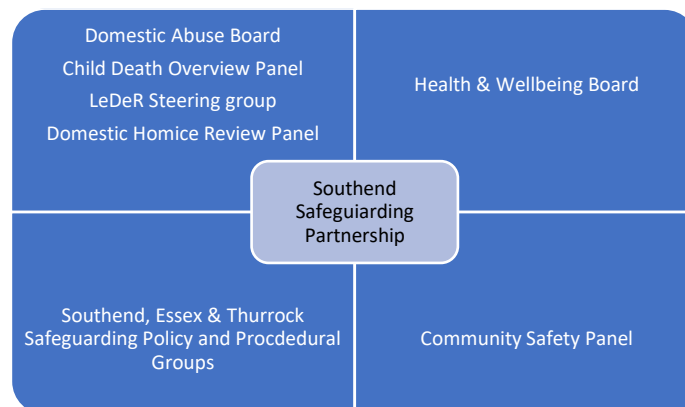 Domestic Abuse Board
Child Death Overview Panel
LeDeR Steering group
Domestic Homice Review Panel
Health & Wellbeing Board
Southend
Safeguiarding
Partnership
Southend, Essex & Thurrock
Safeguarding Policy and Procdedural
Groups
Community Safety Panel